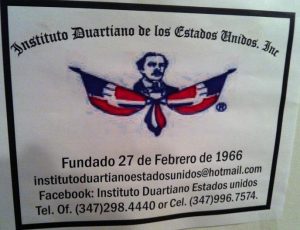 Instituto Duartiano de los Estados Unidos, Inc
®
Fundado 27 de Febrero de 1966
institutoduartianoestadosunidos@hotmail.com
Facebook: Instituto Duartiano Estados unidos
Tel. Of. (347)298.4440 or Cel. (347)996.7574.